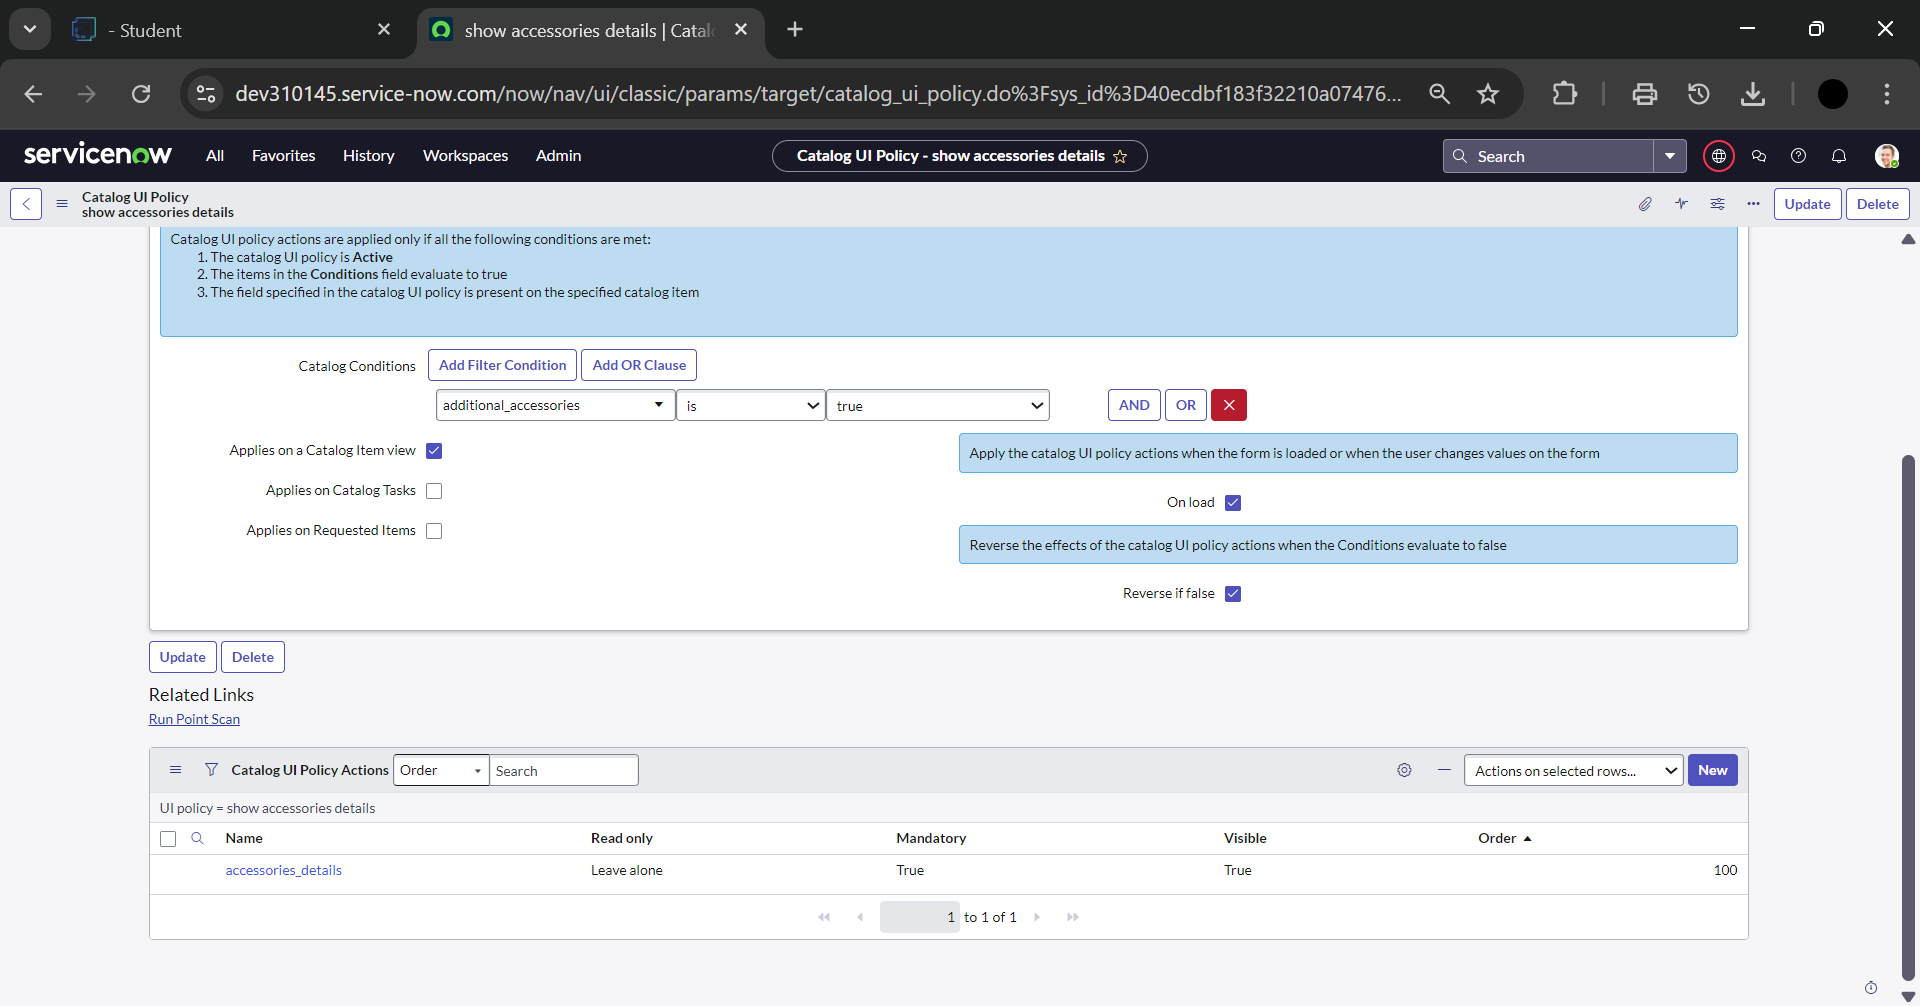 - Student
show accessories details | Catal
dev310145.service-now.com/now/nav/ui/classic/params/target/catalog_ui_policy.do%3Fsys_id%3D40ecdbf183f32210a07476...
servicenow All Favorites History Workspaces Admin Catalog UI Policy - show accessories details Search
Catalog UI Policy
show accessories details
Update Delete
Catalog UI policy actions are applied only if all the following conditions are met:
1. The catalog UI policy is Active
2. The items in the Conditions field evaluate to true
3. The field specified in the catalog UI policy is present on the specified catalog item
Catalog Conditions Add Filter Condition Add OR Clause
additional_accessories is true AND OR
Applies on a Catalog Item view
Apply the catalog UI policy actions when the form is loaded or when the user changes values on the form
Applies on Catalog Tasks
On load
Applies on Requested Items
Reverse the effects of the catalog UI policy actions when the Conditions evaluate to false
Reverse if false
Update Delete
Related Links
Run Point Scan
Catalog UI Policy Actions Order Search Actions on selected rows... New
UI policy = show accessories details
Name Read only Mandatory Visible Order
accessories_details Leave alone True True 100
1 to 1 of 1